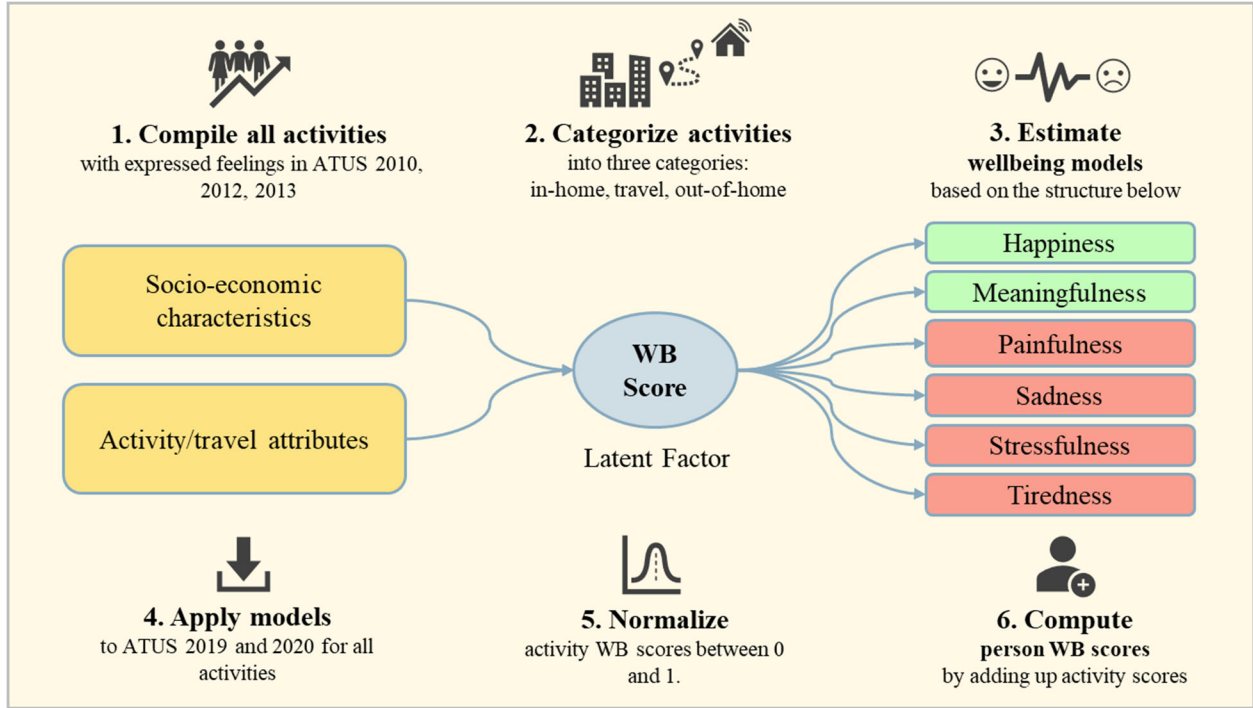 1. Compile all activities
with expressed feelings in ATUS 2010,
2012, 2013
2. Categorize activities
into three categories:
in-home, travel, out-of-home
3. Estimate
wellbeing models
based on the structure below
Socio-economic
characteristics
Activity/travel attributes
WB
Score
Latent Factor
Happiness
Meaningfulness
Painfulness
Sadness
Stressfulness
Tiredness
4. Apply models
to ATUS 2019 and 2020 for all
activities
5. Normalize
activity WB scores between 0
and 1.
6. Compute
person WB scores
by adding up activity scores